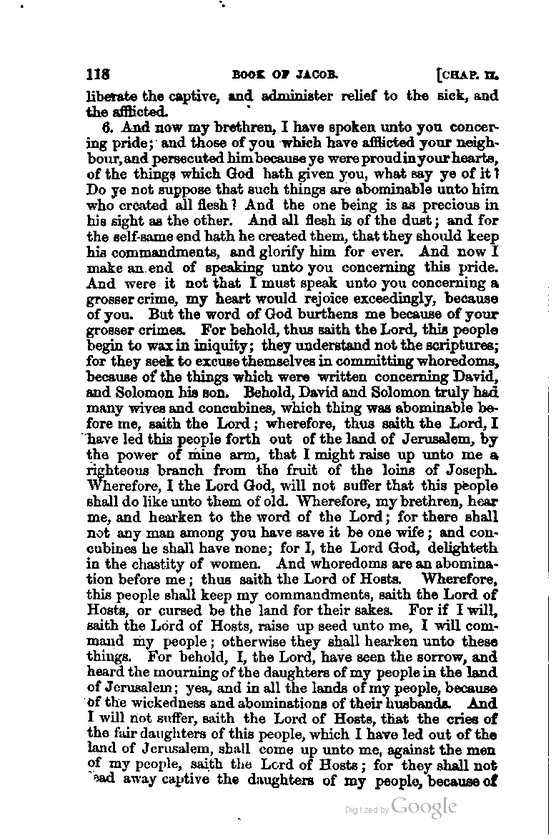 118 BOOK OF JACOB. [CHAP. II.
liberate the captive, and administer relief to the sick, and
the afflicted.
6. And now my brethren, I have spoken unto you concer-
ing pride; and those of you which have afflicted your neigh-
bour, and persecuted him because ye were proud in your hearts,
of the things which God hath given you, what say ye of it?
Do ye not suppose that such things are abominable unto him
who created all flesh? And the one being is as precious in
his sight as the other. And all flesh is of the dust; and for
the self-same end hath he created them, that they should keep
his commandments, and glorify him for ever. And now I
make an end of speaking unto you concerning this pride.
And were it not that I must speak unto you concerning a
grosser crime, my heart would rejoice exceedingly, because
of you. But the word of God burthens me because of your
grosser crimes. For behold, thus saith the Lord, this people
begin to wax in iniquity; they understand not the scriptures;
for they seek to excuse themselves in committing whoredoms,
because of the things which were written concerning David,
and Solomon his son. Behold, David and Solomon truly had
many wives and concubines, which thing was abominable be-
fore me, saith the Lord; wherefore, thus saith the Lord, I
have led this people forth out of the land of Jerusalem, by
the power of mine arm, that I might raise up unto me a
righteous branch from the fruit of the loins of Joseph.
Wherefore, I the Lord God, will not suffer that this people
shall do like unto them of old. Wherefore, my brethren, hear
me, and hearken to the word of the Lord; for there shall
not any man among you have save it be one wife; and con-
cubines he shall have none; for I, the Lord God, delighteth
in the chastity of women. And whoredoms are an abomina-
tion before me; thus saith the Lord of Hosts. Wherefore,
this people shall keep my commandments, saith the Lord of
Hosts, or cursed be the land for their sakes. For if I will,
saith the Lord of Hosts, raise up seed unto me, I will com-
mand my people; otherwise they shall hearken unto these
things. For behold, I, the Lord, have seen the sorrow, and
heard the mourning of the daughters of my people in the land
of Jerusalem; yea, and in all the lands of my people, because
of the wickedness and abominations of their husbands. And
I will not suffer, saith the Lord of Hosts, that the cries of
the fair daughters of this people, which I have led out of the
land of Jerusalem, shall come up unto me, against the men
of my people, saith the Lord of Hosts; for they shall not
ead away captive the daughters of my people, because of
Digitized by Google